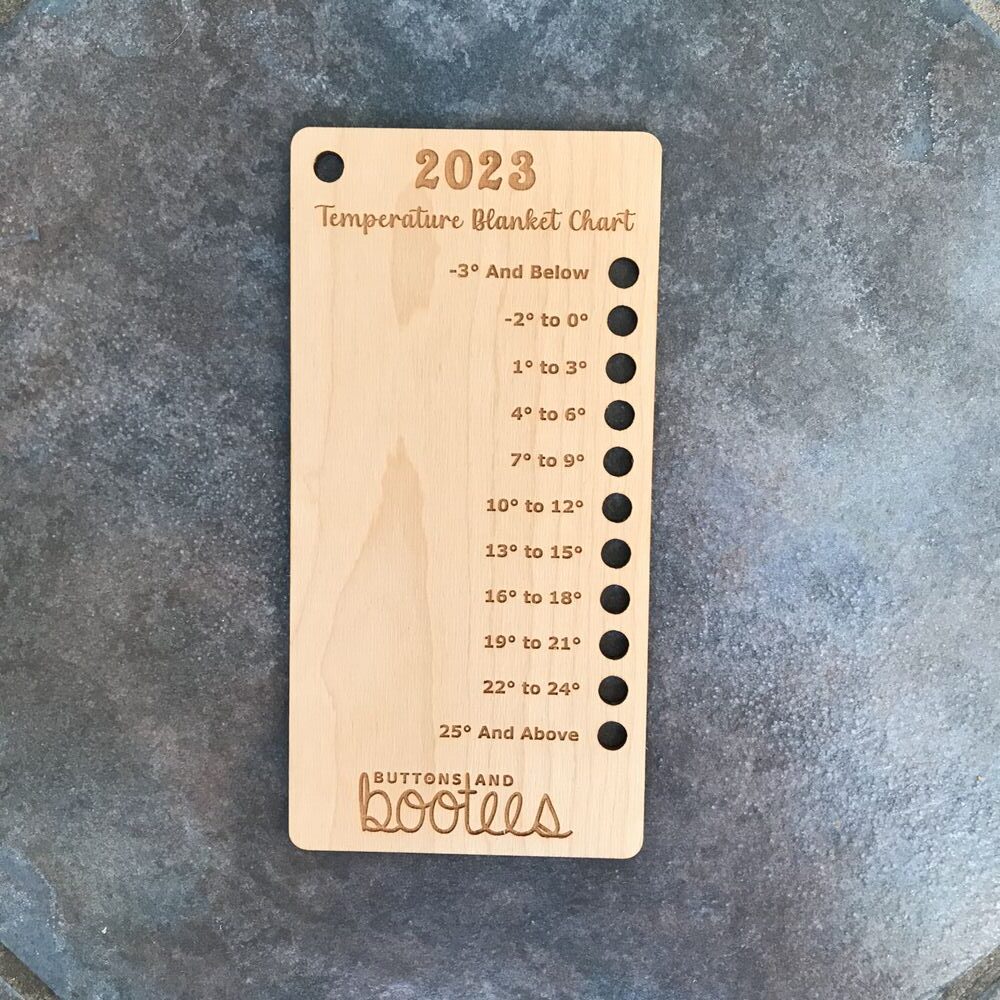 2023
Temperature Blanket Chart
-3° And Below
-2° to 0°
1° to 3°
4° to 6°
7° to 9°
10° to 12°
13° to 15°
16° to 18°
19° to 21°
22° to 24°
25° And Above
BUTTONS AND
bootees